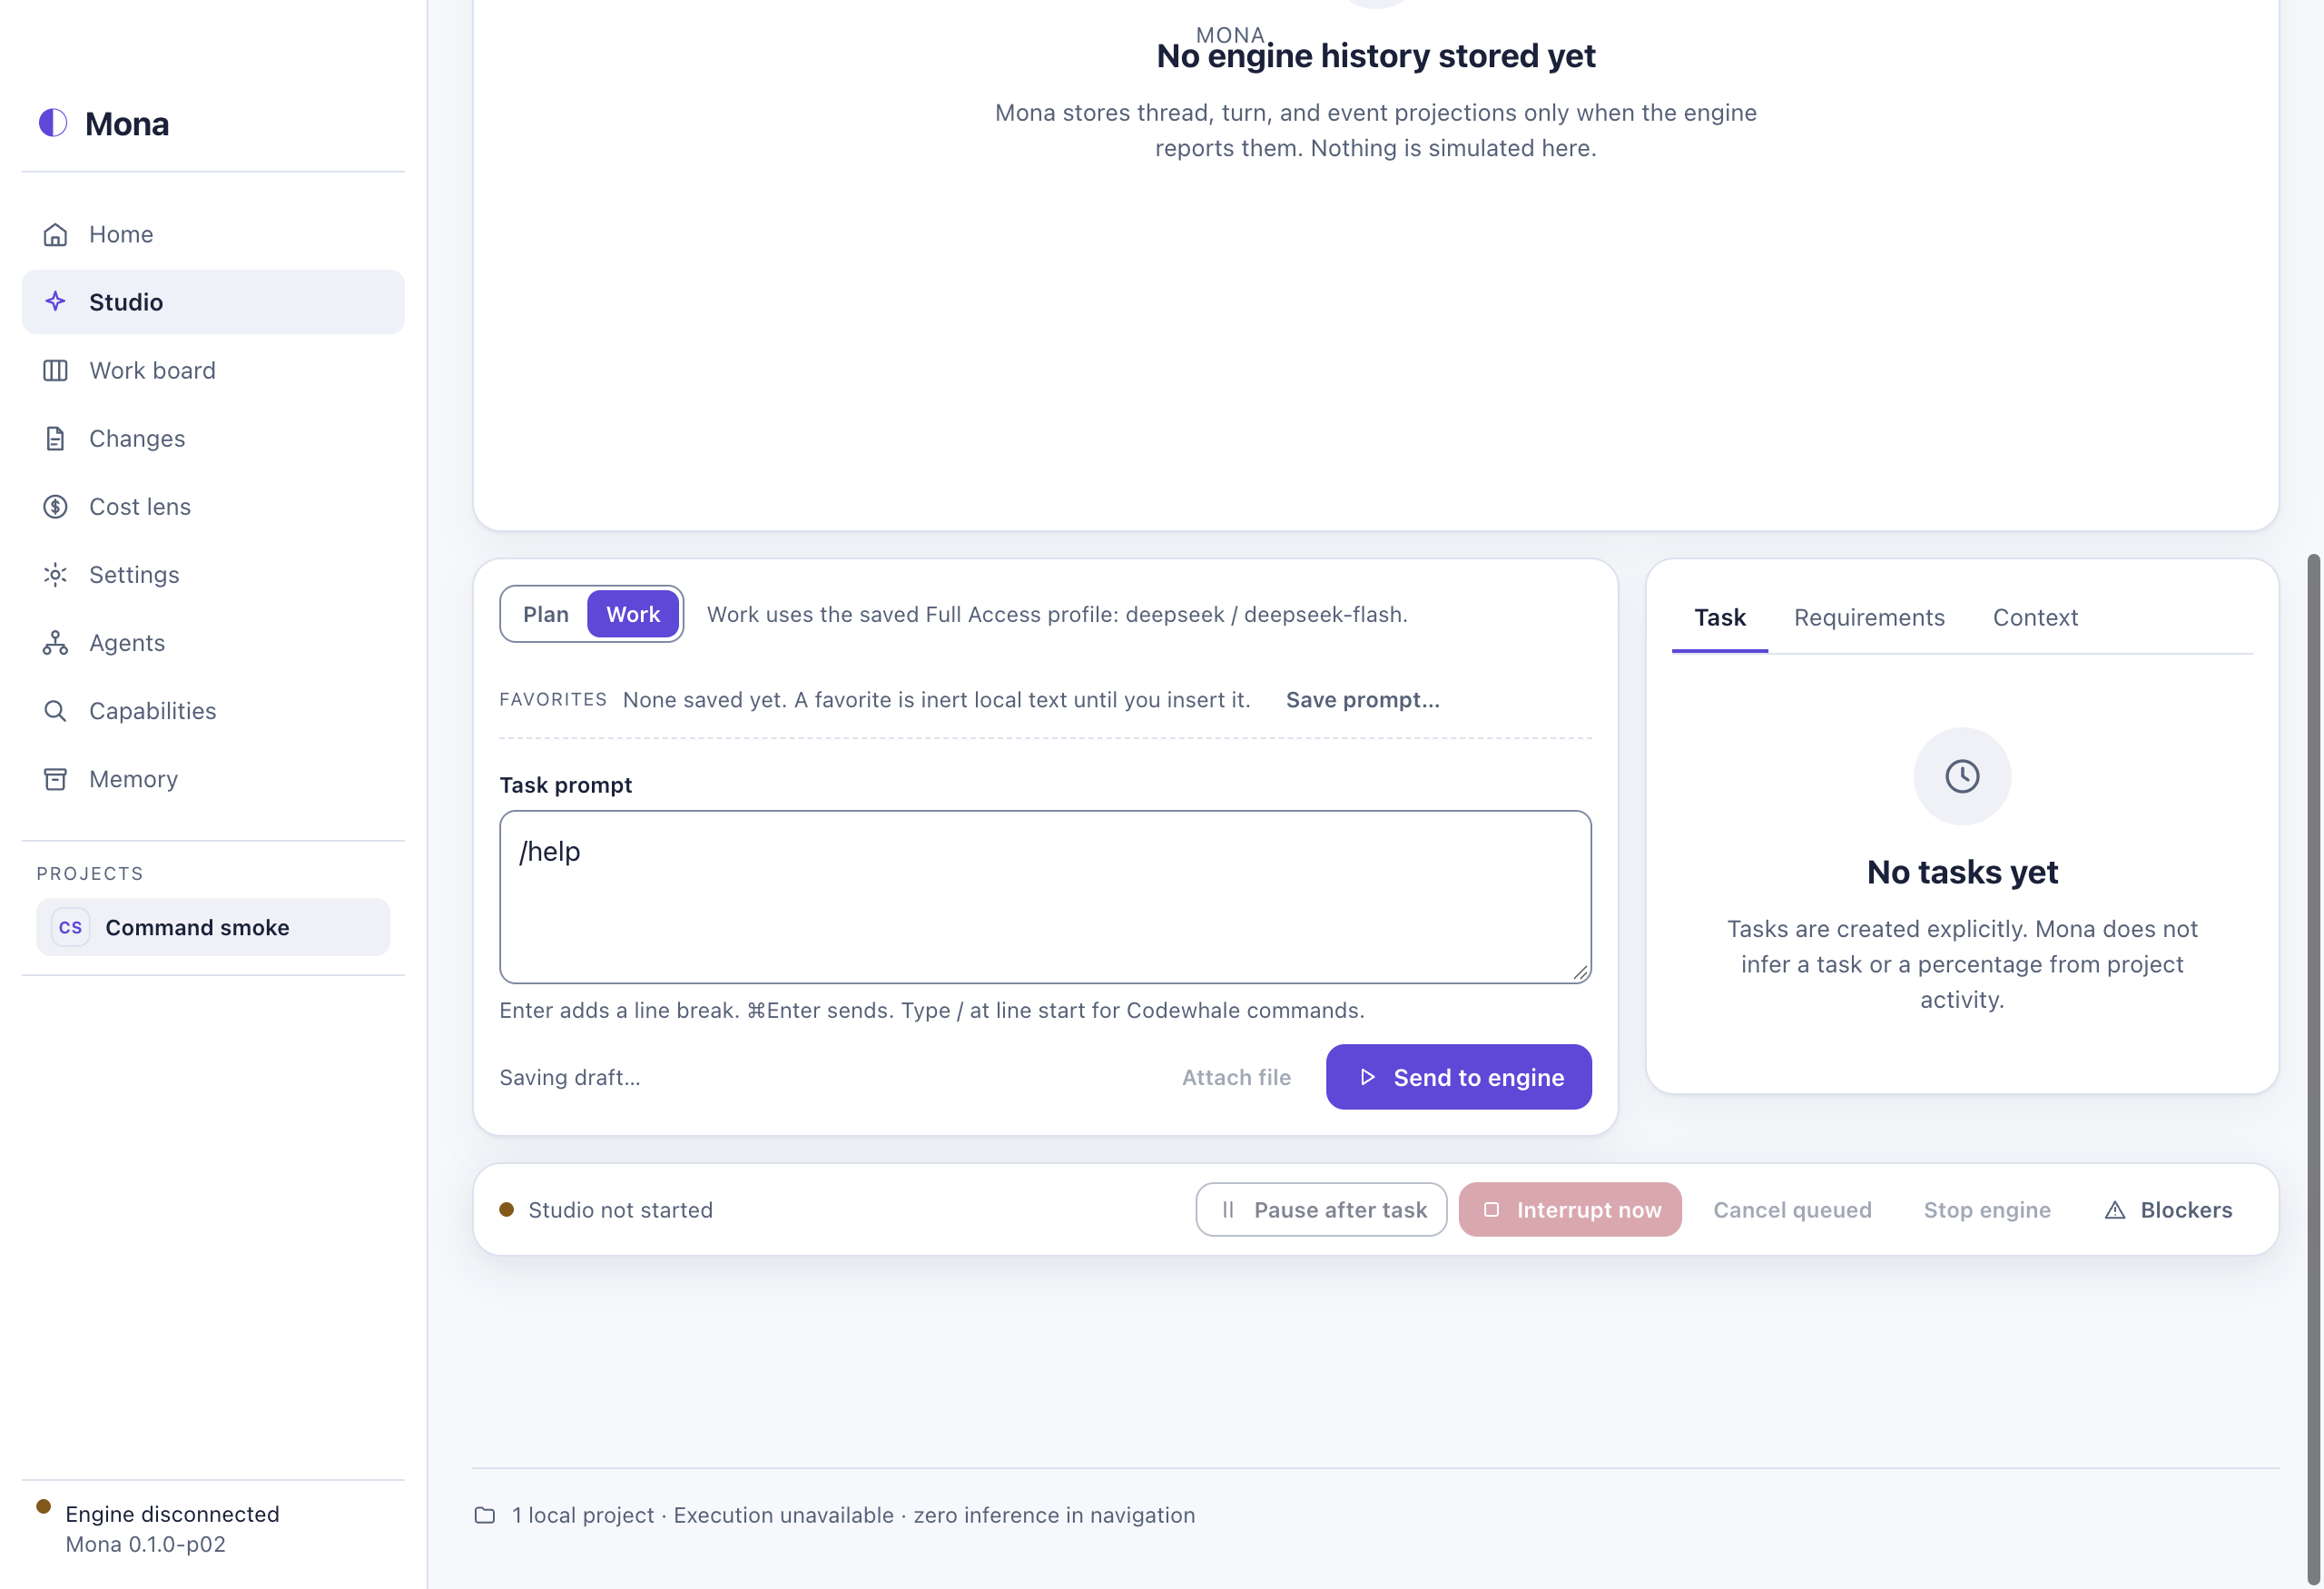 Mona
Home
Studio
Work board
Changes
Cost lens
Settings
Agents
Capabilities
Memory
PROJECTS
CS Command smoke
Engine disconnected
Mona 0.1.0-p02
MONA
No engine history stored yet
Mona stores thread, turn, and event projections only when the engine
reports them. Nothing is simulated here.
Plan Work Work uses the saved Full Access profile: deepseek / deepseek-flash.
FAVORITES None saved yet. A favorite is inert local text until you insert it. Save prompt...
Task prompt
/help
Enter adds a line break. ⌘Enter sends. Type / at line start for Codewhale commands.
Saving draft... Attach file Send to engine
Task Requirements Context
No tasks yet
Tasks are created explicitly. Mona does not
infer a task or a percentage from project
activity.
Studio not started Pause after task Interrupt now Cancel queued Stop engine Blockers
1 local project · Execution unavailable · zero inference in navigation